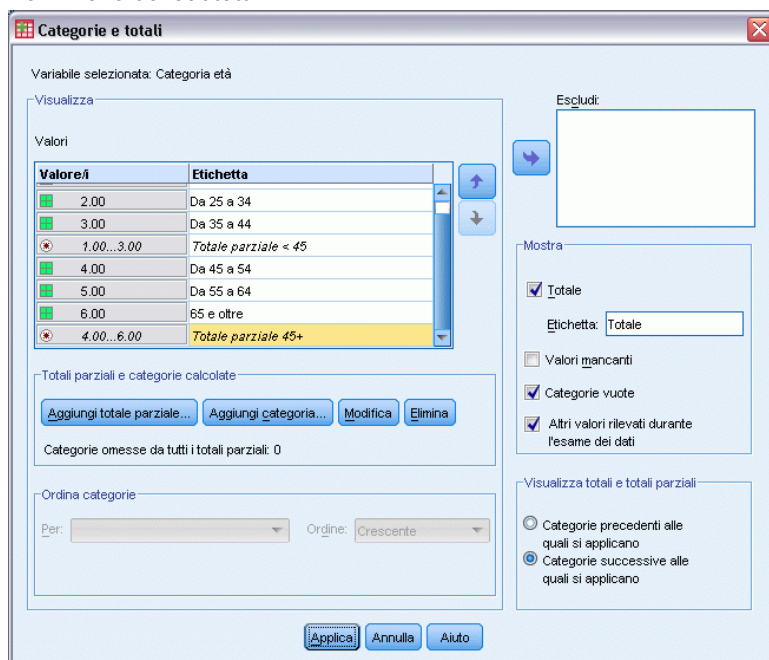 Categorie e totali
Variabile selezionata: Categoria età
Visualizza
Valori
Valore/i Etichetta
2.00 Da 25 a 34
3.00 Da 35 a 44
1.00...3.00 Totale parziale < 45
4.00 Da 45 a 54
5.00 Da 55 a 64
6.00 65 e oltre
4.00...6.00 Totale parziale 45+
Totali parziali e categorie calcolate
Aggiungi totale parziale... Aggiungi categoria... Modifica Elimina
Categorie omesse da tutti i totali parziali: 0
Ordina categorie
Per: Ordine: Crescente
Escludi:
Mostra
Totale
Etichetta: Totale
Valori mancanti
Categorie vuote
Altri valori rilevati durante
l'esame dei dati
Visualizza totali e totali parziali
Categorie precedenti alle
quali si applicano
Categorie successive alle
quali si applicano
Applica Annulla Aiuto